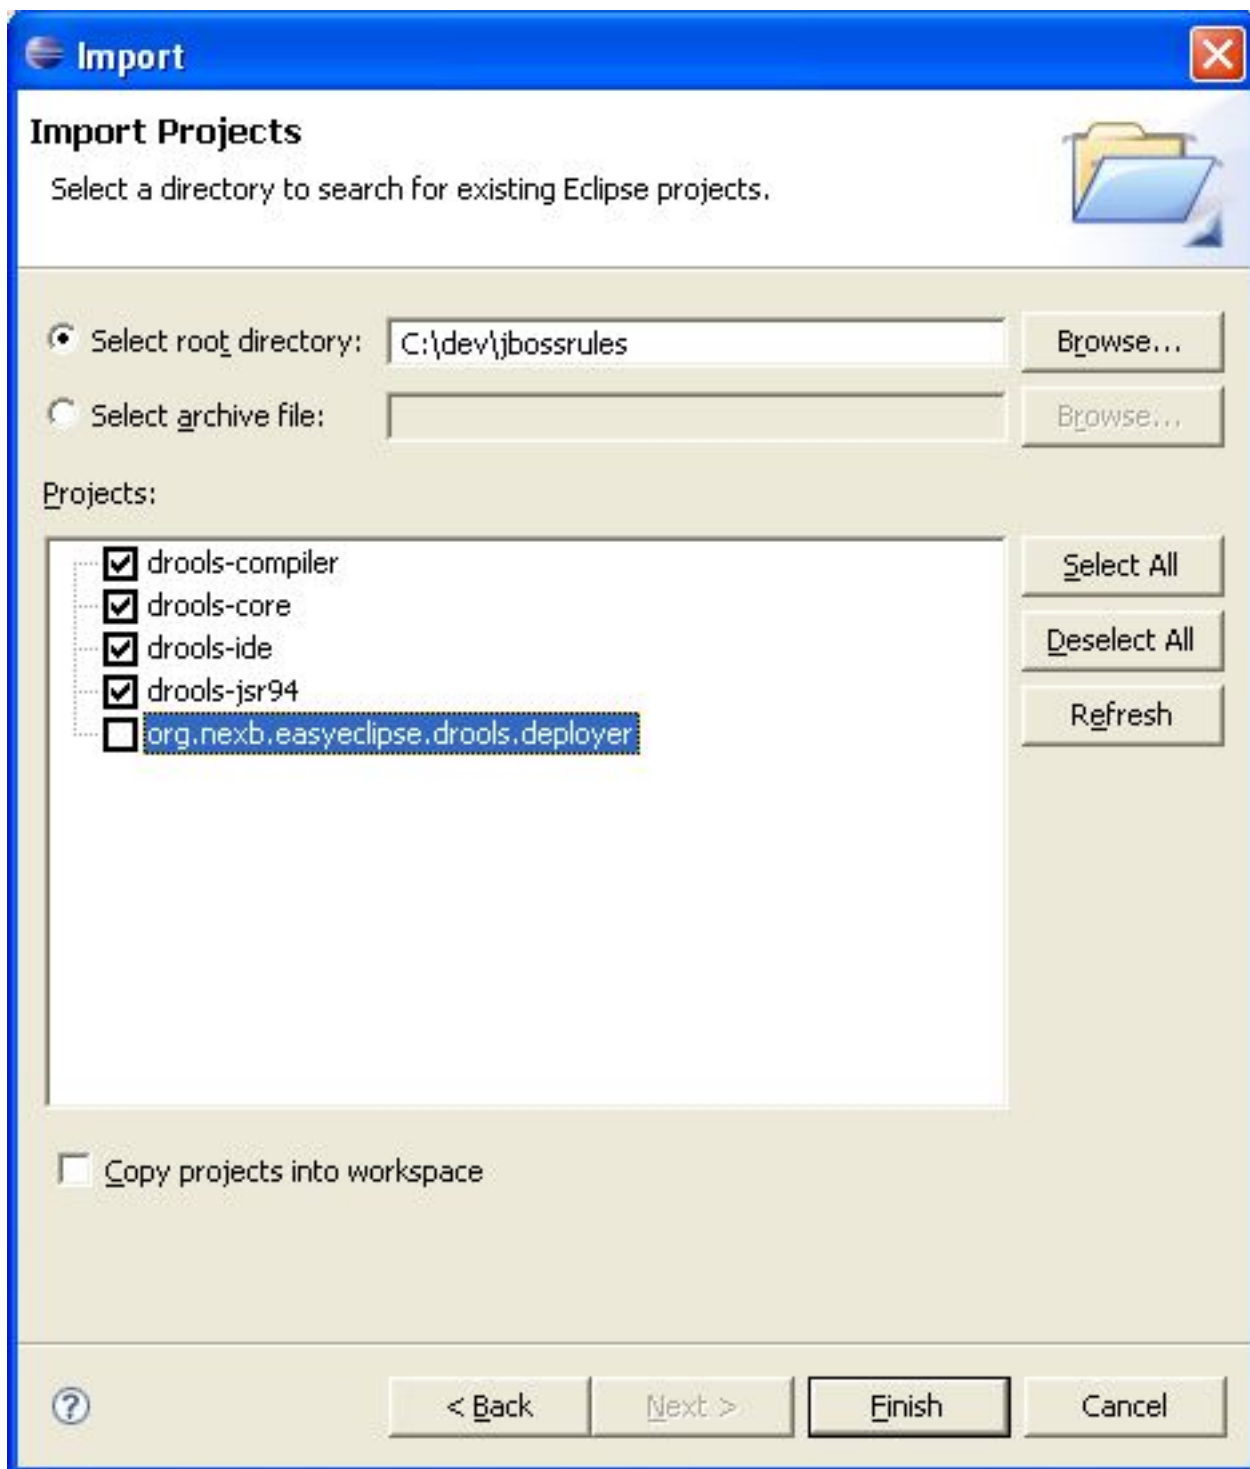 Import
Import Projects
Select a directory to search for existing Eclipse projects.
Select root directory: C:\dev\jbossrules Browse...
Select archive file: Browse...
Projects:
drools-compiler Select All
drools-core
drools-ide Deselect All
drools-jsr94
org.nexb.easyeclipse.drools.deployer Refresh
Copy projects into workspace
? < Back Next > Finish Cancel